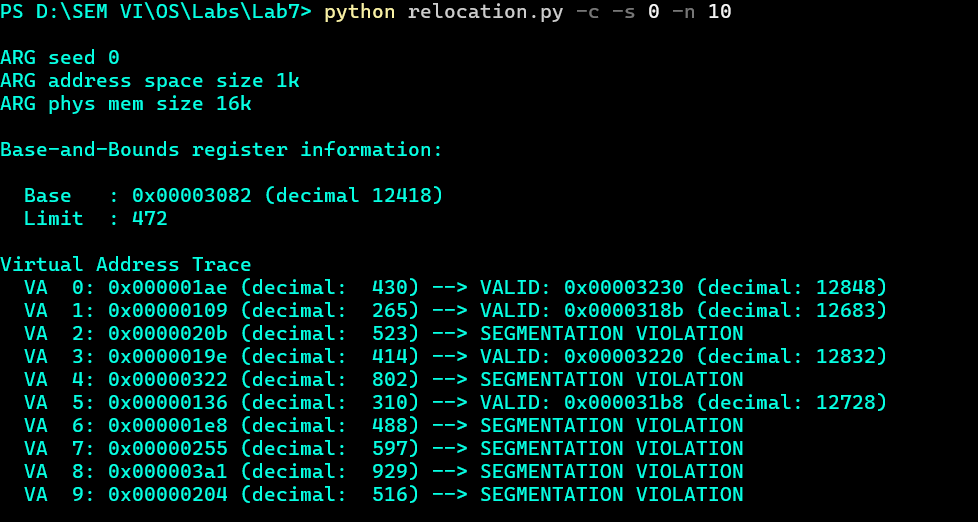 PS D:\SEM VI\OS\Labs\Lab7> python relocation.py -c -s 0 -n 10
ARG seed 0
ARG address space size 1k
ARG phys mem size 16k
Base-and-Bounds register information:
Base   : 0x00003082 (decimal 12418)
Limit  : 472
Virtual Address Trace
VA  0: 0x000001ae (decimal:  430) --> VALID: 0x00003230 (decimal: 12848)
VA  1: 0x00000109 (decimal:  265) --> VALID: 0x0000318b (decimal: 12683)
VA  2: 0x0000020b (decimal:  523) --> SEGMENTATION VIOLATION
VA  3: 0x0000019e (decimal:  414) --> VALID: 0x00003220 (decimal: 12832)
VA  4: 0x00000322 (decimal:  802) --> SEGMENTATION VIOLATION
VA  5: 0x00000136 (decimal:  310) --> VALID: 0x000031b8 (decimal: 12728)
VA  6: 0x000001e8 (decimal:  488) --> SEGMENTATION VIOLATION
VA  7: 0x00000255 (decimal:  597) --> SEGMENTATION VIOLATION
VA  8: 0x000003a1 (decimal:  929) --> SEGMENTATION VIOLATION
VA  9: 0x00000204 (decimal:  516) --> SEGMENTATION VIOLATION